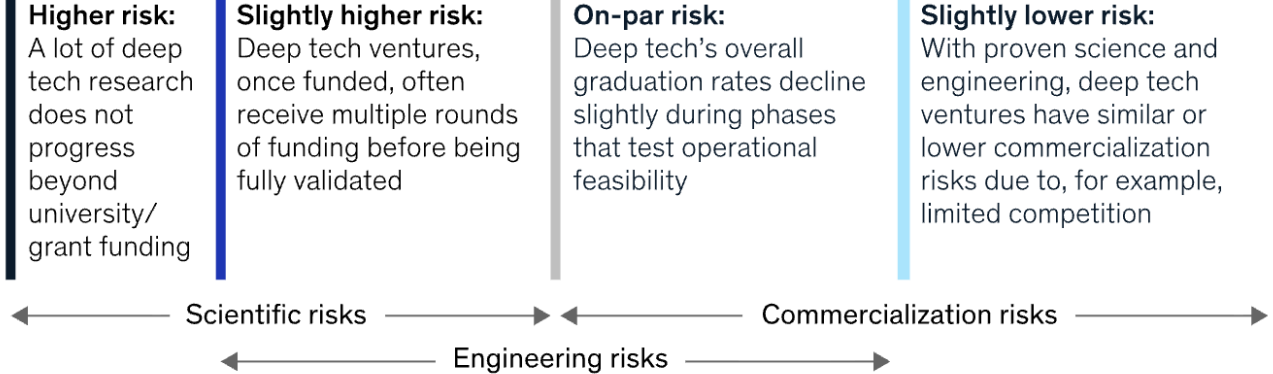 Higher risk:
A lot of deep
tech research
does not
progress
beyond
university/
grant funding
Slightly higher risk:
Deep tech ventures,
once funded, often
receive multiple rounds
of funding before being
fully validated
On-par risk:
Deep tech’s overall
graduation rates decline
slightly during phases
that test operational
feasibility
Slightly lower risk:
With proven science and
engineering, deep tech
ventures have similar or
lower commercialization
risks due to, for example,
limited competition
Scientific risks
Commercialization risks
Engineering risks